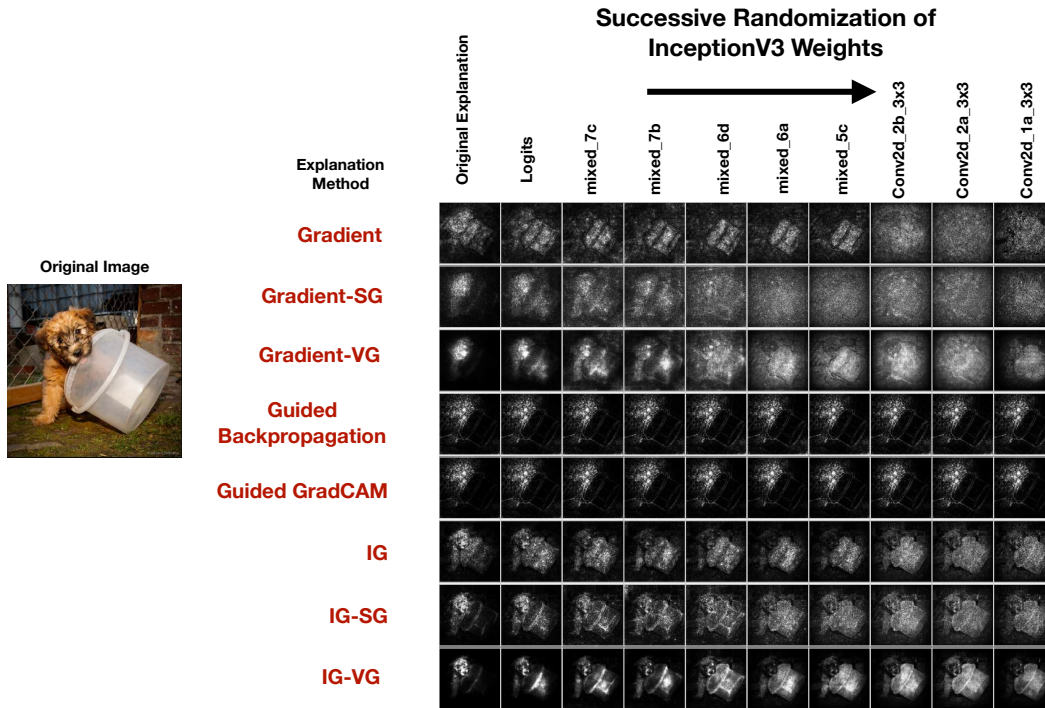 Successive Randomization of
InceptionV3 Weights
Explanation
Method
Original Explanation
Logits
mixed_7c
mixed_7b
mixed_6d
mixed_6a
mixed_5c
Conv2d_2b_3x3
Conv2d_2a_3x3
Conv2d_1a_3x3
Original Image
Gradient
Gradient-SG
Gradient-VG
Guided
Backpropagation
Guided GradCAM
IG
IG-SG
IG-VG